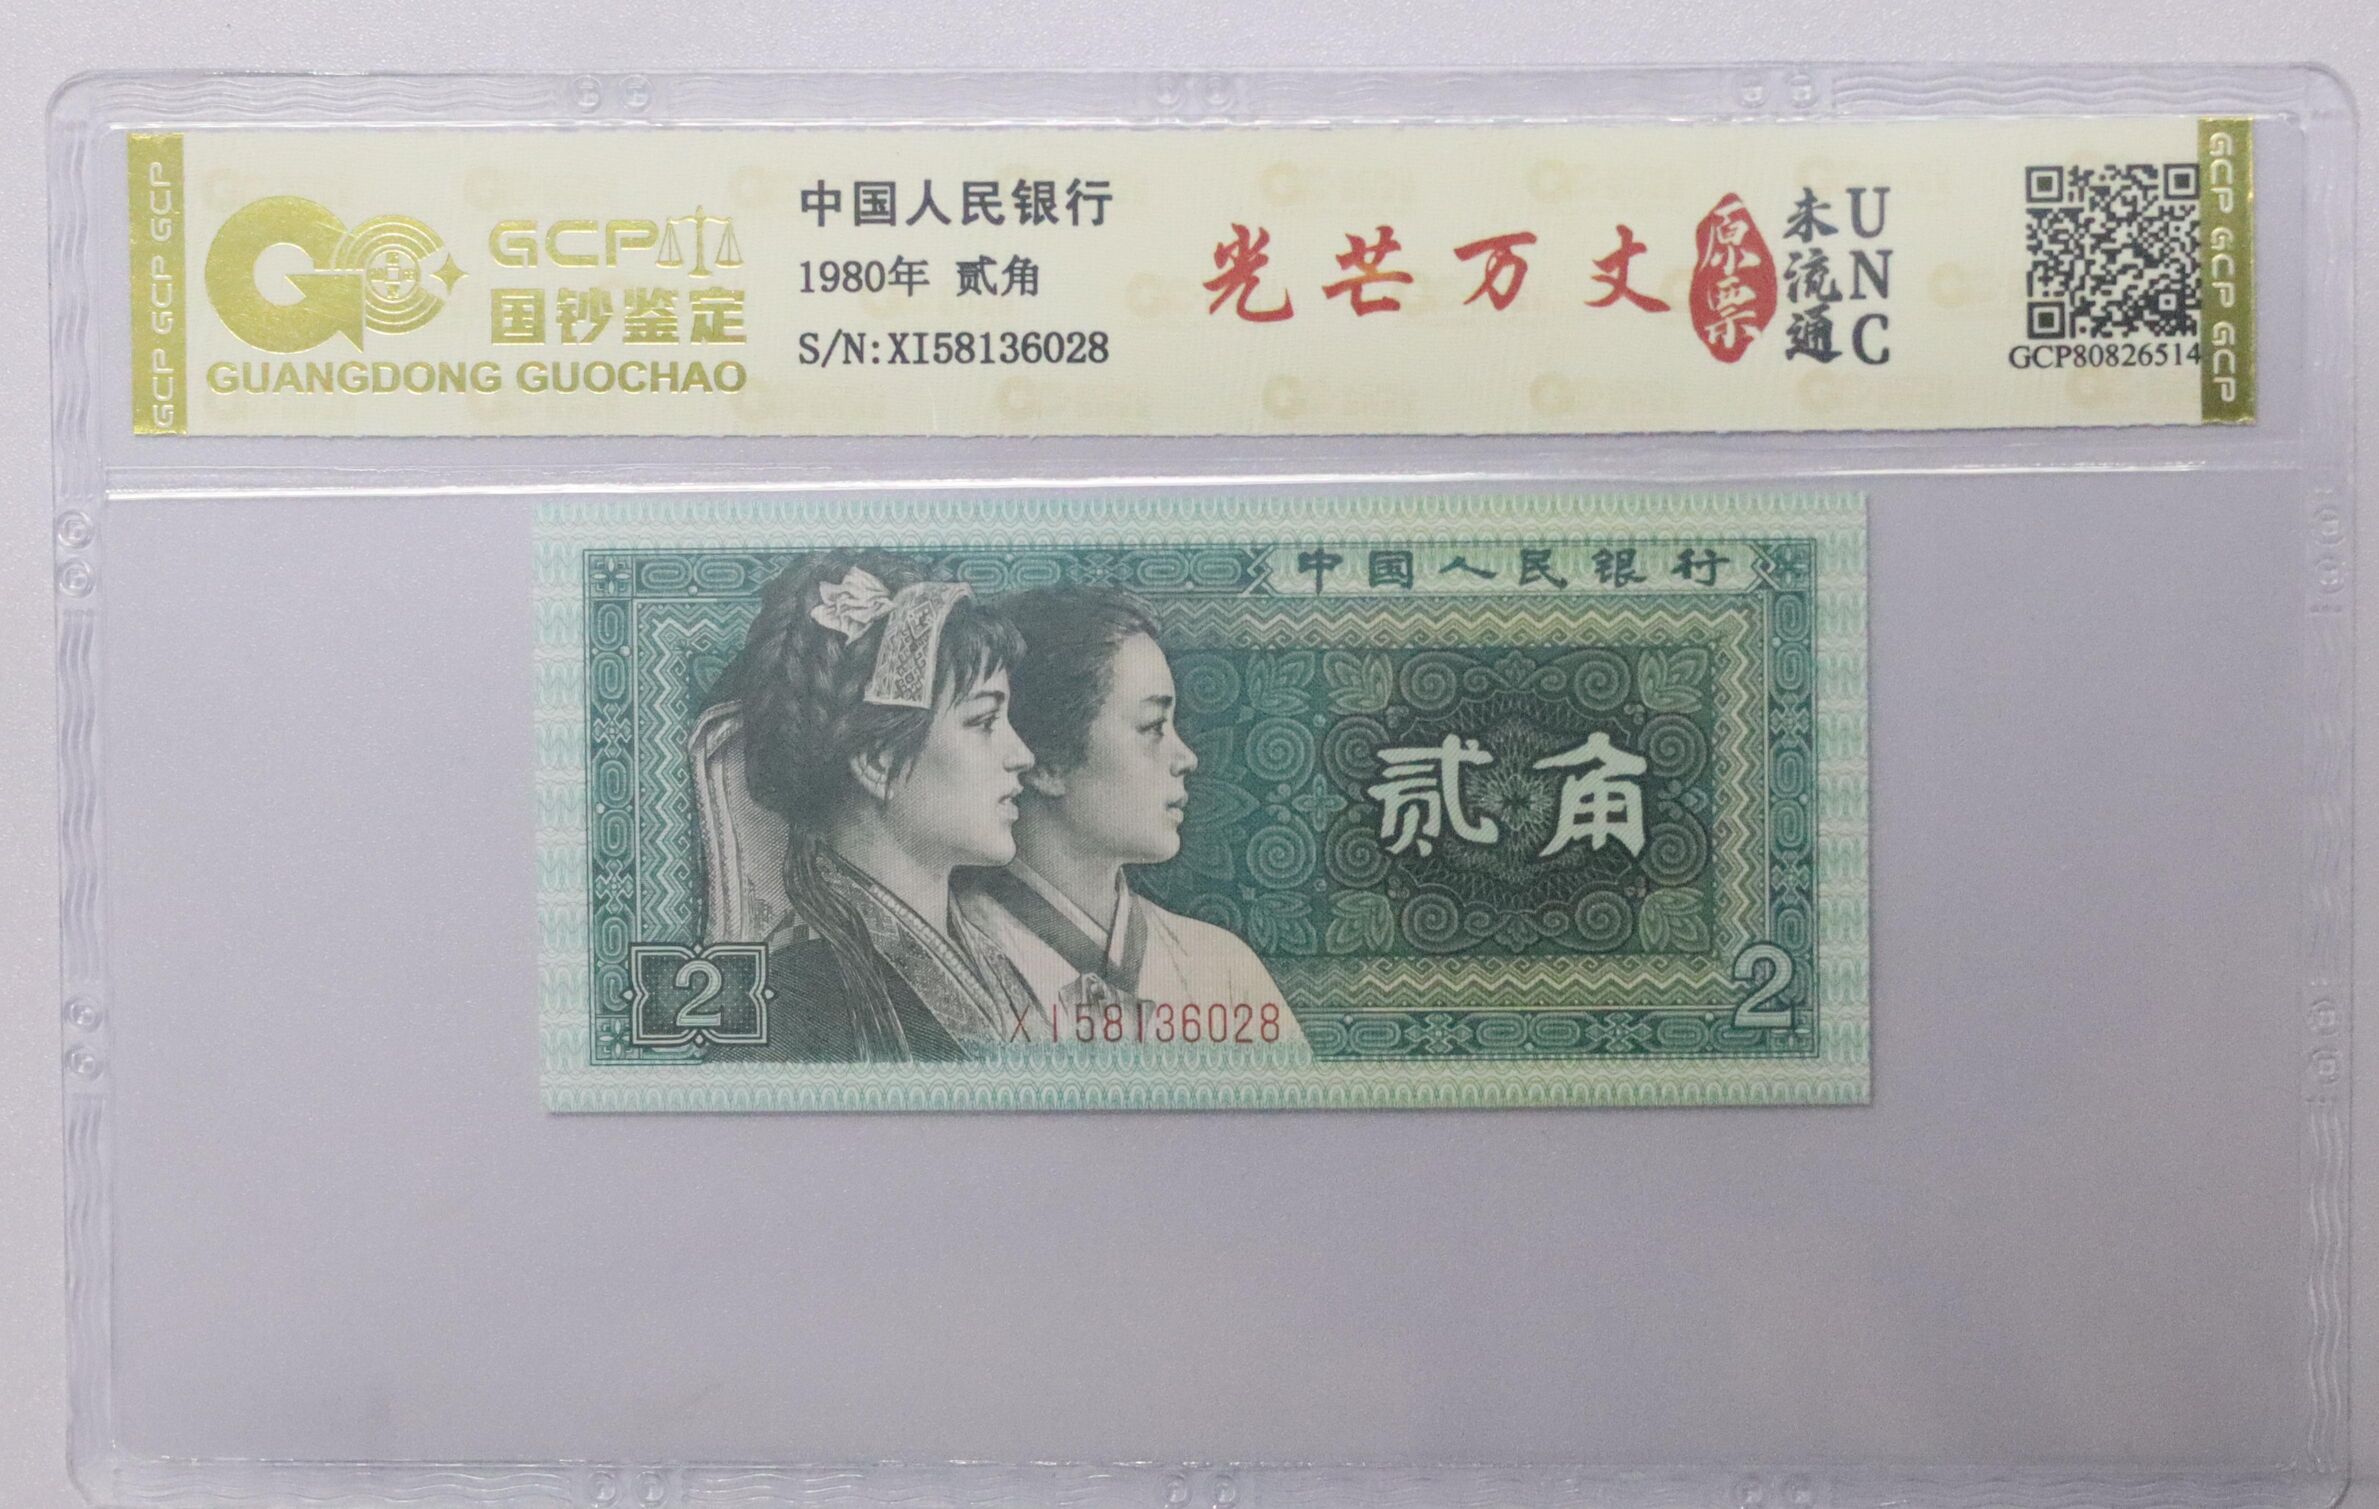 GCP GCP GCP
GCP
国钞鉴定
GUANGDONG GUOCHAO
中国人民银行
1980年 贰角
S/N:XI58136028
光芒万丈
原票
未流通
UNC
GCP80826514
GCP GCP GCP
中国人民银行
贰角
2
XI58136028
2